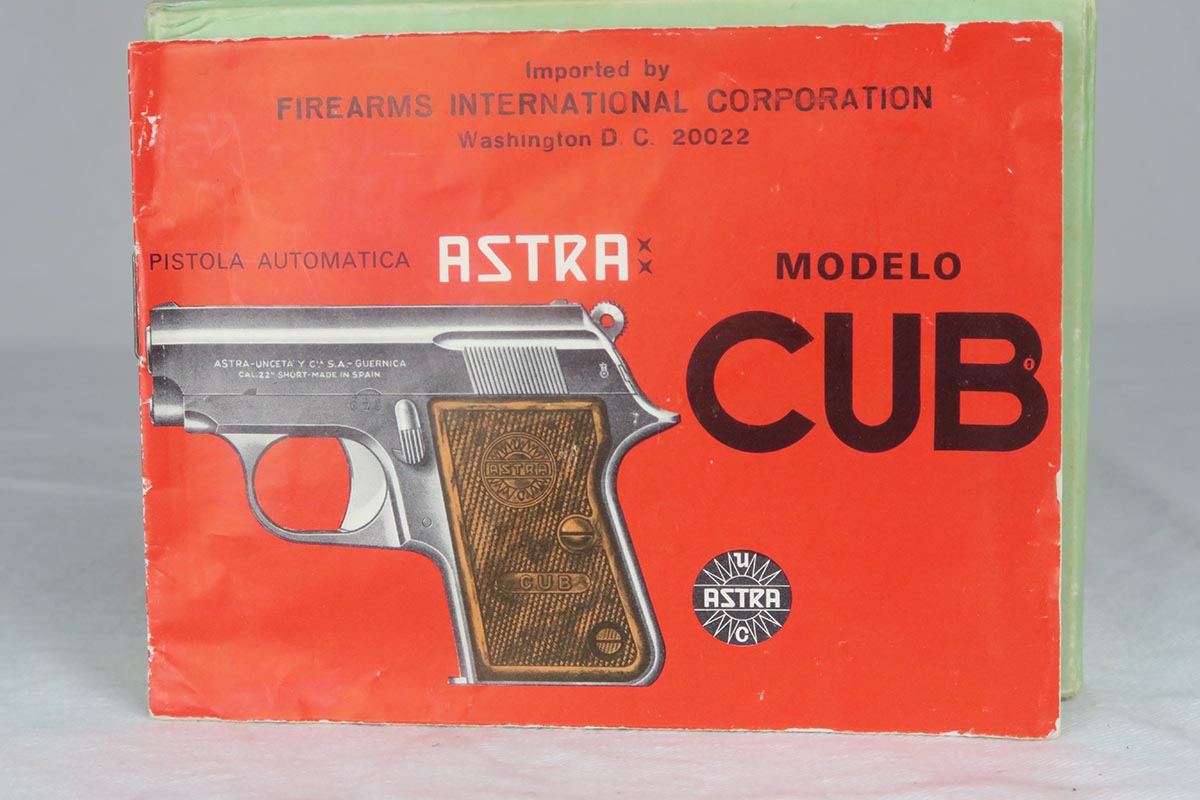 Imported by
FIREARMS INTERNATIONAL CORPORATION
Washington D. C. 20022
PISTOLA AUTOMATICA ASTRA
MODELO
CUB
ASTRA-UNCETA Y CIA S.A.- GUERNICA
CAL.22" SHORT-MADE IN SPAIN
ASTRA
CUB
U
ASTRA
C